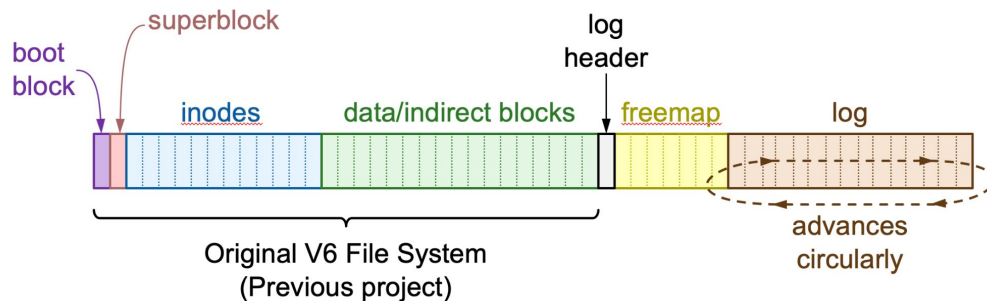 superblock
boot
block
log
header
inodes
data/indirect blocks
freemap
log
advances
circularly
Original V6 File System
(Previous project)